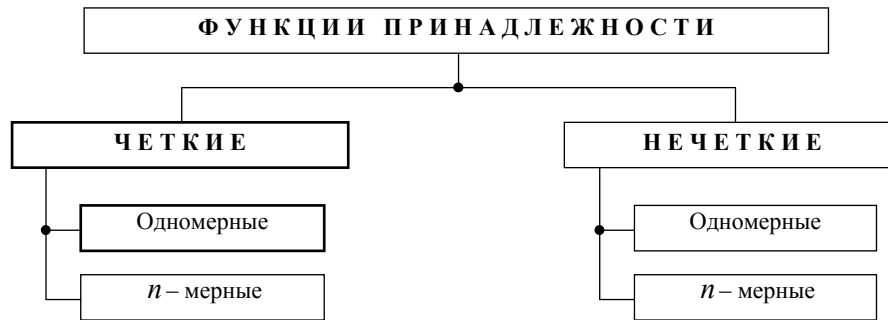 ФУНКЦИИ ПРИНАДЛЕЖНОСТИ
ЧЕТКИЕ
НЕЧЕТКИЕ
Одномерные
Одномерные
n – мерные
n – мерные